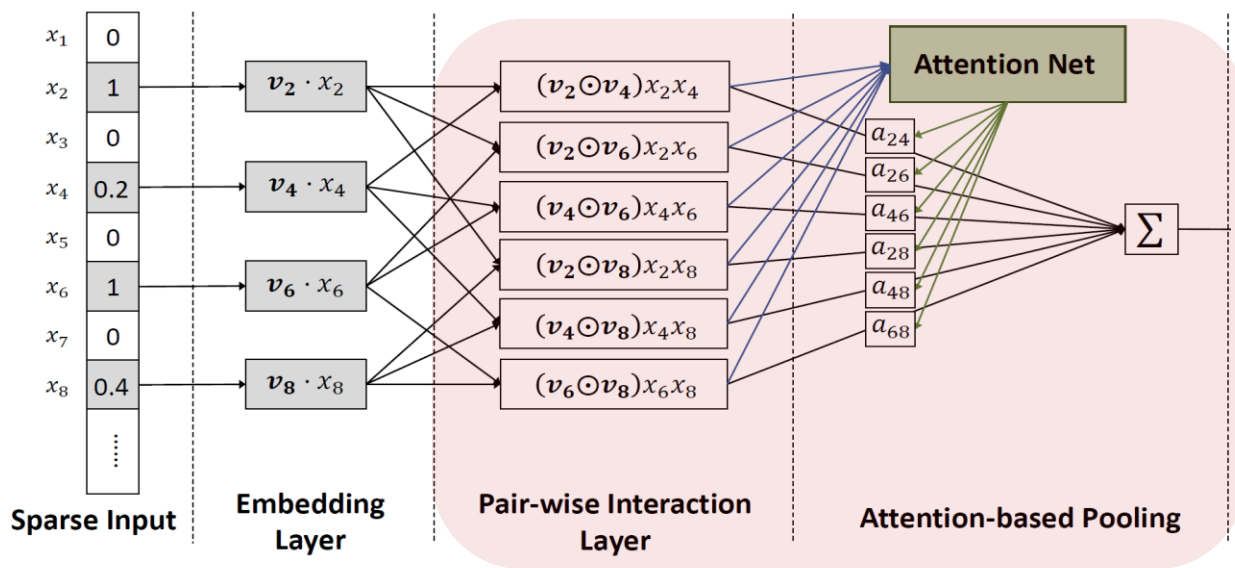 x₁ 0
x₂ 1
x₃ 0
x₄ 0.2
x₅ 0
x₆ 1
x₇ 0
x₈ 0.4
......
Sparse Input
v₂ · x₂
v₄ · x₄
v₆ · x₆
v₈ · x₈
Embedding
Layer
(v₂⊙v₄)x₂x₄
(v₂⊙v₆)x₂x₆
(v₄⊙v₆)x₄x₆
(v₂⊙v₈)x₂x₈
(v₄⊙v₈)x₄x₈
(v₆⊙v₈)x₆x₈
Pair-wise Interaction
Layer
Attention Net
a₂₄
a₂₆
a₄₆
a₂₈
a₄₈
a₆₈
∑
Attention-based Pooling